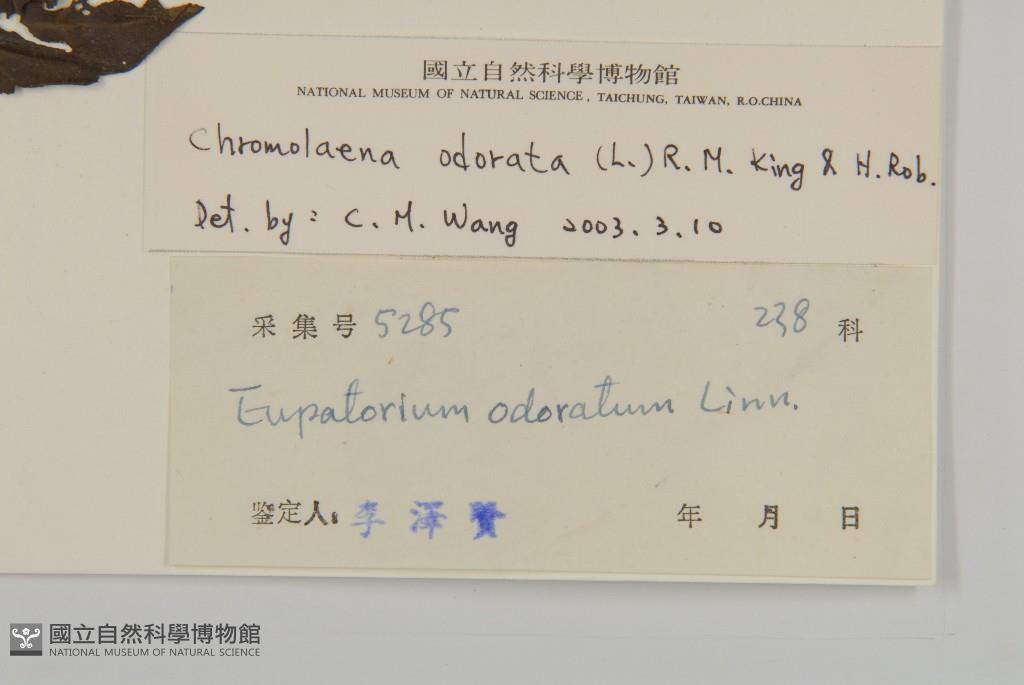 國立自然科學博物館
NATIONAL MUSEUM OF NATURAL SCIENCE, TAICHUNG, TAIWAN, R.O.CHINA
Chromolaena odorata (L.) R. M. King & H. Rob.
Det. by: C. M. Wang 2003. 3. 10
采集号 5285 238 科
Eupatorium odoratum Linn.
鉴定人: 李澤賢 年 月 日
國立自然科學博物館
NATIONAL MUSEUM OF NATURAL SCIENCE